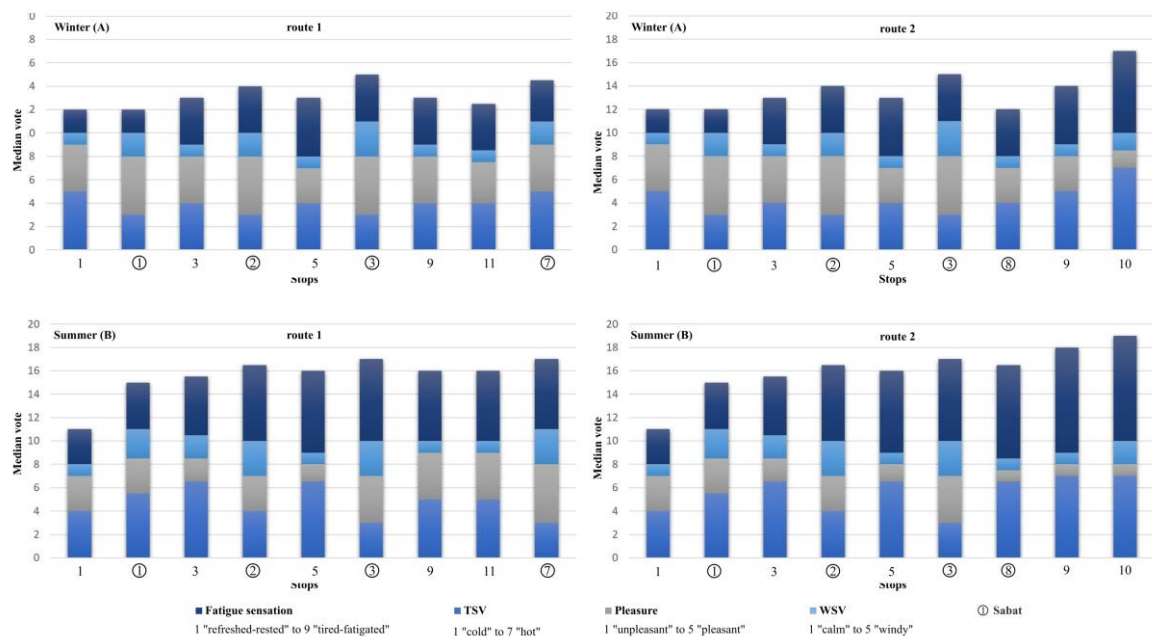 Winter (A) route 1
Median vote
0
8
6
4
2
0
8
6
4
2
0
1 ① 3 ② 5 ③ 9 11 ⑦
Stops
Winter (A) route 2
Median vote
20
18
16
14
12
10
8
6
4
2
0
1 ① 3 ② 5 ③ ⑧ 9 10
Stops
Summer (B) route 1
Median vote
20
18
16
14
12
10
8
6
4
2
0
1 ① 3 ② 5 ③ 9 11 ⑦
Stops
Summer (B) route 2
Median vote
20
18
16
14
12
10
8
6
4
2
0
1 ① 3 ② 5 ③ ⑧ 9 10
Stops
Fatigue sensation TSV Pleasure WSV ① Sabat
1 "refreshed-rested" to 9 "tired-fatigated" 1 "cold" to 7 "hot" 1 "unpleasant" to 5 "pleasant" 1 "calm" to 5 "windy"